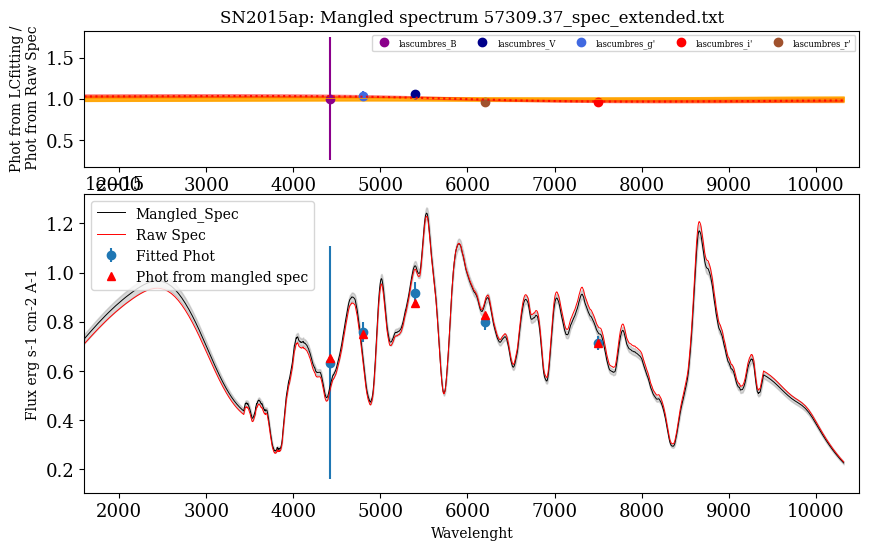 SN2015ap: Mangled spectrum 57309.37_spec_extended.txt
Phot from LCfitting /
Phot from Raw Spec
1.5
1.0
0.5
lascumbres_B
lascumbres_V
lascumbres_g'
lascumbres_i'
lascumbres_r'
2000 3000 4000 5000 6000 7000 8000 9000 10000
1e−15
Flux erg s-1 cm-2 A-1
1.2
1.0
0.8
0.6
0.4
0.2
Mangled_Spec
Raw Spec
Fitted Phot
Phot from mangled spec
2000 3000 4000 5000 6000 7000 8000 9000 10000
Wavelenght